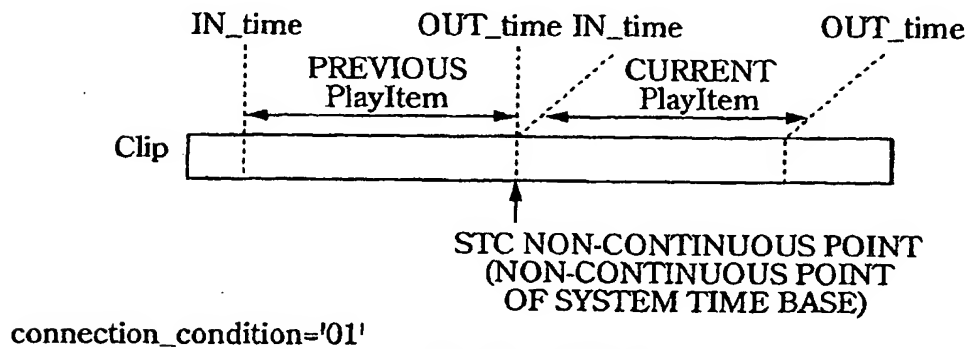 IN_time OUT_time IN_time OUT_time
PREVIOUS
PlayItem
CURRENT
PlayItem
Clip
STC NON-CONTINUOUS POINT
(NON-CONTINUOUS POINT
OF SYSTEM TIME BASE)
connection_condition='01'